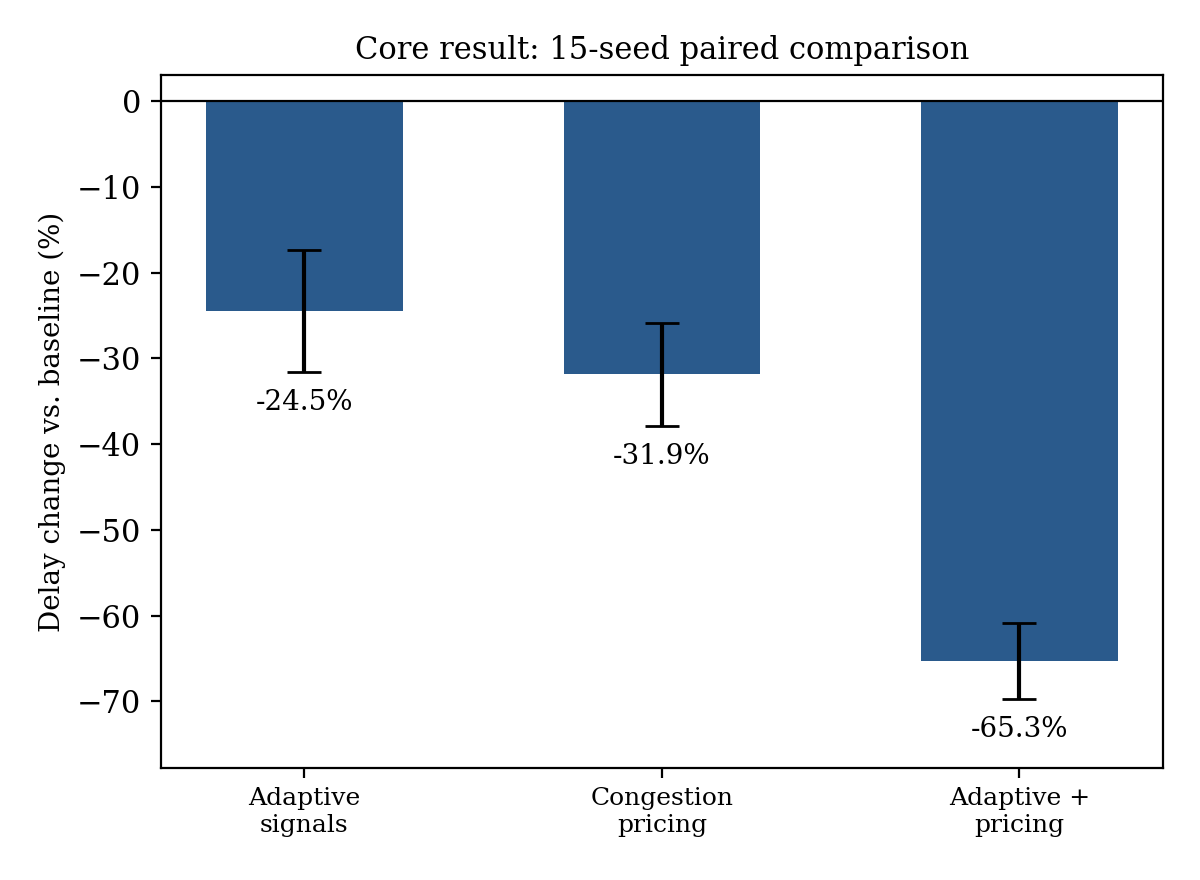 Core result: 15-seed paired comparison
Delay change vs. baseline (%)
0
−10
−20
−30
−40
−50
−60
−70
-24.5%
-31.9%
-65.3%
Adaptive
signals
Congestion
pricing
Adaptive +
pricing